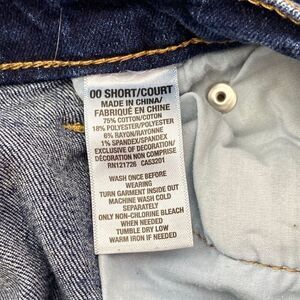 00 SHORT/COURT
MADE IN CHINA/
FABRIQUÉ EN CHINE
75% COTTON/COTON
18% POLYESTER/POLYESTER
6% RAYON/RAYONNE
1% SPANDEX/SPANDEX
EXCLUSIVE OF DECORATION/
DÉCORATION NON COMPRISE
RN121726 CA53201
WASH ONCE BEFORE
WEARING
TURN GARMENT INSIDE OUT
MACHINE WASH COLD
SEPARATELY
ONLY NON-CHLORINE BLEACH
WHEN NEEDED
TUMBLE DRY LOW
WARM IRON IF NEEDED